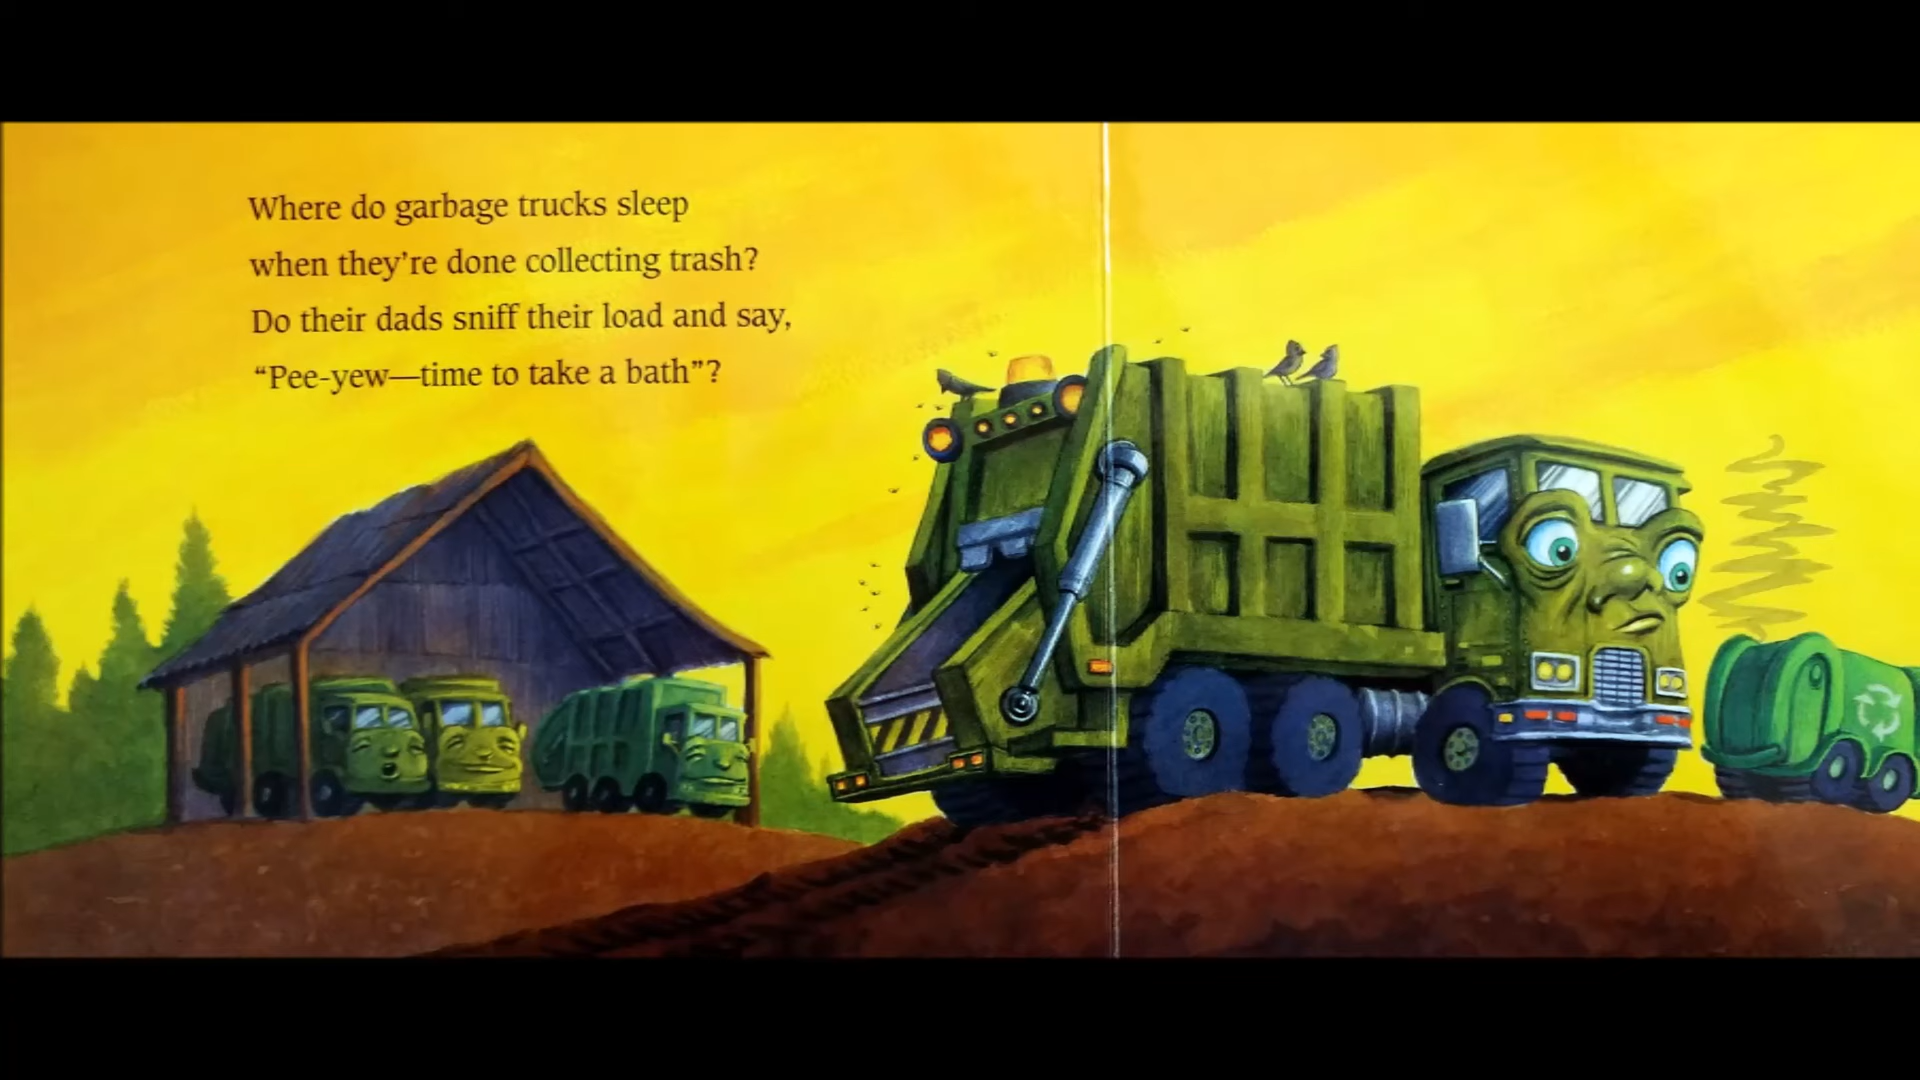 Where do garbage trucks sleep
when they're done collecting trash?
Do their dads sniff their load and say,
“Pee-yew—time to take a bath”?